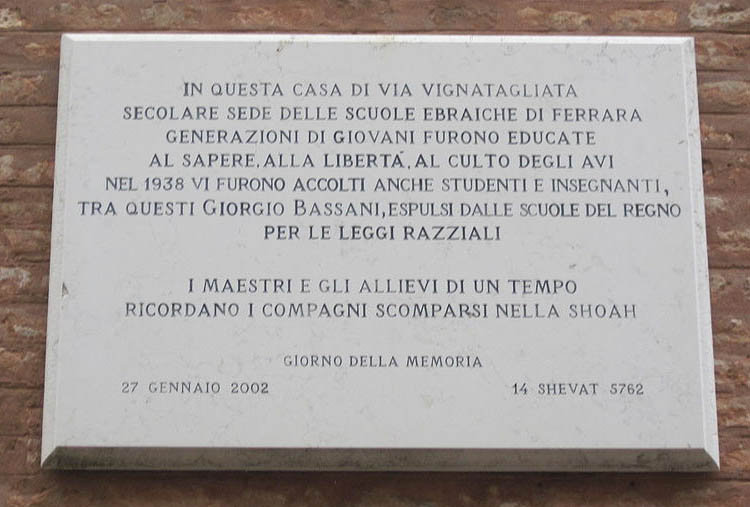 IN QUESTA CASA DI VIA VIGNATAGLIATA
SECOLARE SEDE DELLE SCUOLE EBRAICHE DI FERRARA
GENERAZIONI DI GIOVANI FURONO EDUCATE
AL SAPERE, ALLA LIBERTÀ, AL CULTO DEGLI AVI
NEL 1938 VI FURONO ACCOLTI ANCHE STUDENTI E INSEGNANTI,
TRA QUESTI GIORGIO BASSANI, ESPULSI DALLE SCUOLE DEL REGNO
PER LE LEGGI RAZZIALI
I MAESTRI E GLI ALLIEVI DI UN TEMPO
RICORDANO I COMPAGNI SCOMPARSI NELLA SHOAH
GIORNO DELLA MEMORIA
27 GENNAIO 2002 14 SHEVAT 5762